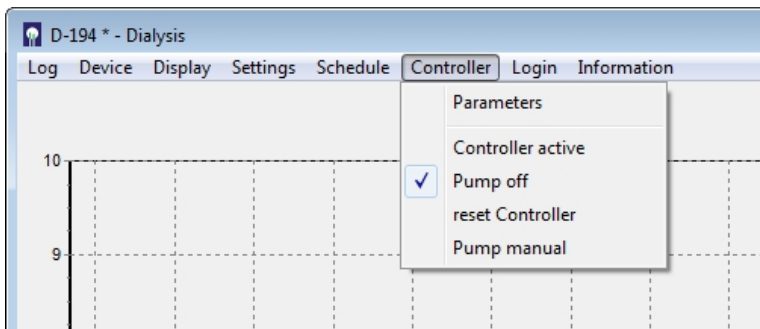 D-194 * - Dialysis
Log Device Display Settings Schedule Controller Login Information
Parameters
Controller active
10
Pump off
reset Controller
Pump manual
9